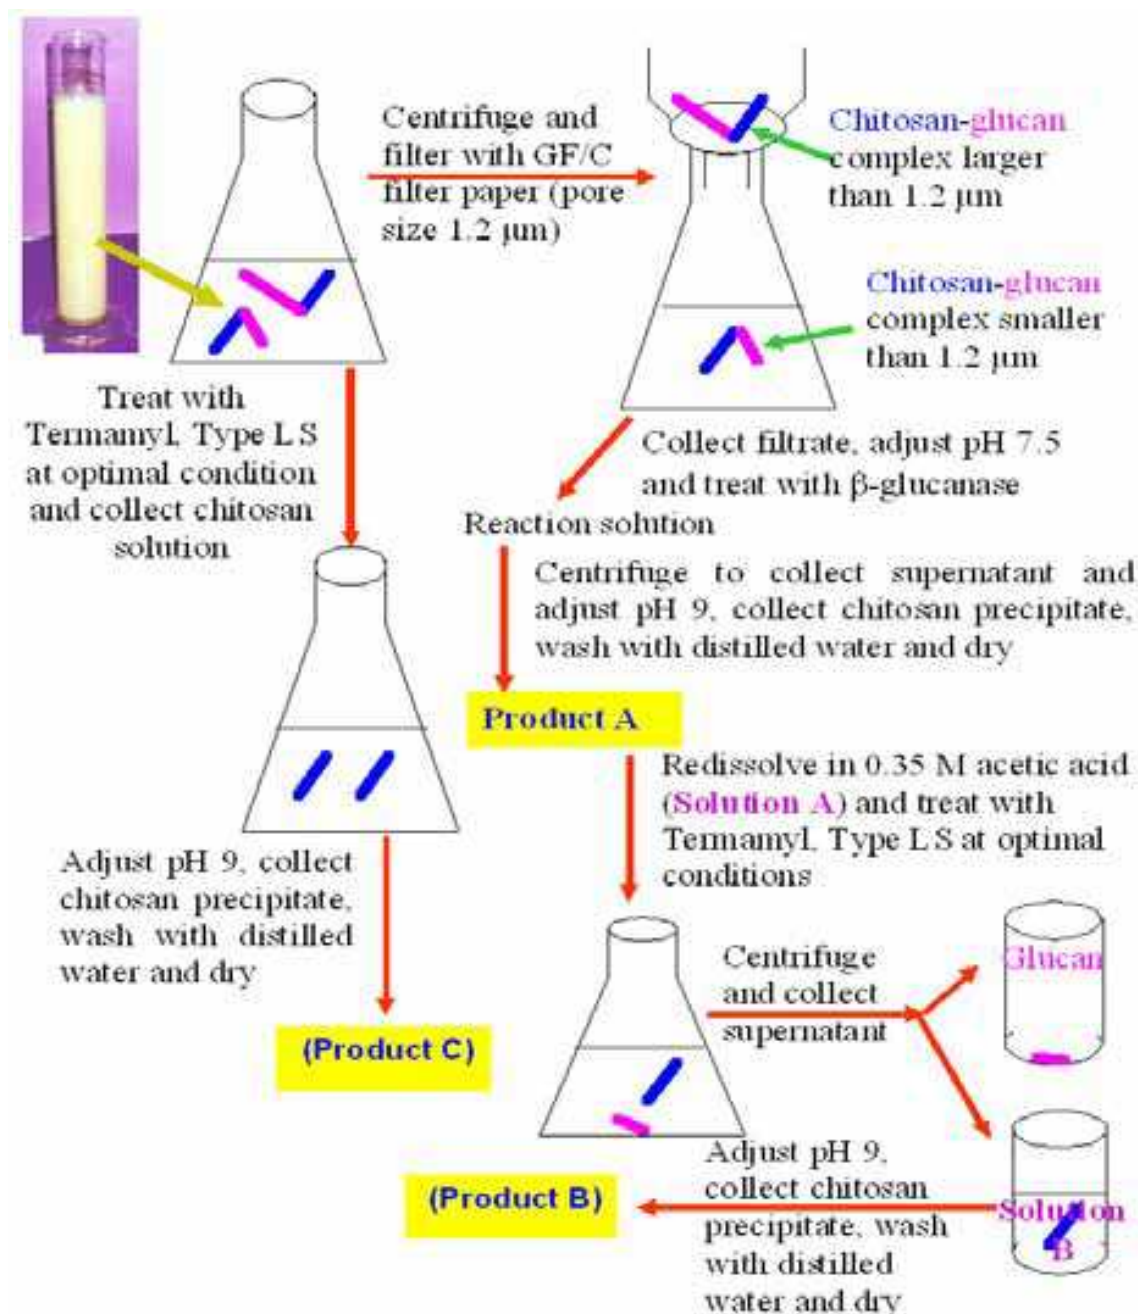 Centrifuge and
filter with GF/C
filter paper (pore
size 1.2 μm)
Chitosan-glucan
complex larger
than 1.2 μm
Chitosan-glucan
complex smaller
than 1.2 μm
Treat with
Termamyl, Type LS
at optimal condition
and collect chitosan
solution
Collect filtrate, adjust pH 7.5
and treat with β-glucanase
Reaction solution
Centrifuge to collect supernatant and
adjust pH 9, collect chitosan precipitate,
wash with distilled water and dry
Product A
Redissolve in 0.35 M acetic acid
(Solution A) and treat with
Termamyl, Type LS at optimal
conditions
Adjust pH 9, collect
chitosan precipitate,
wash with distilled
water and dry
(Product C)
Centrifuge
and collect
supernatant
Glucan
Solution
B
Adjust pH 9,
collect chitosan
precipitate, wash
with distilled
water and dry
(Product B)